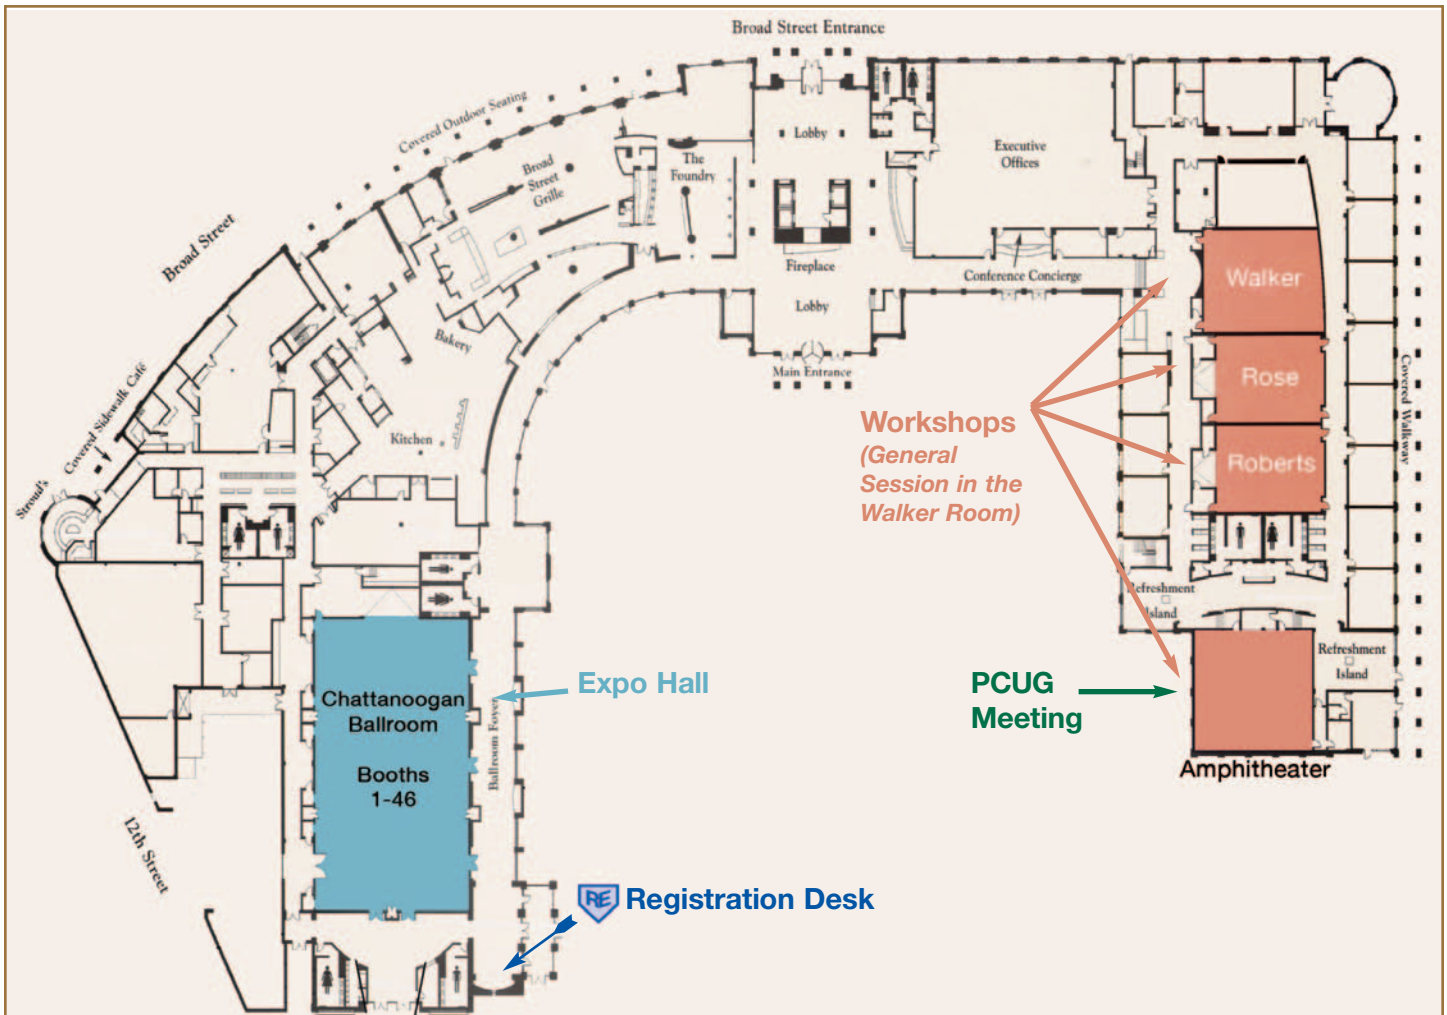 Broad Street Entrance
Covered Outdoor Seating
Lobby
Executive
Offices
The
Foundry
Broad
Street
Grille
Broad Street
Fireplace
Conference Concierge
Walker
Lobby
Bakery
Main Entrance
Covered Sidewalk Café
Rose
Covered Walkway
Workshops
(General
Session in the
Walker Room)
Kitchen
Roberts
Stroud's
Refreshment
Island
Refreshment
Island
Expo Hall
PCUG
Meeting
Chattanoogan
Ballroom
Booths
1-46
Ballroom Foyer
Amphitheater
12th Street
RE
Registration Desk